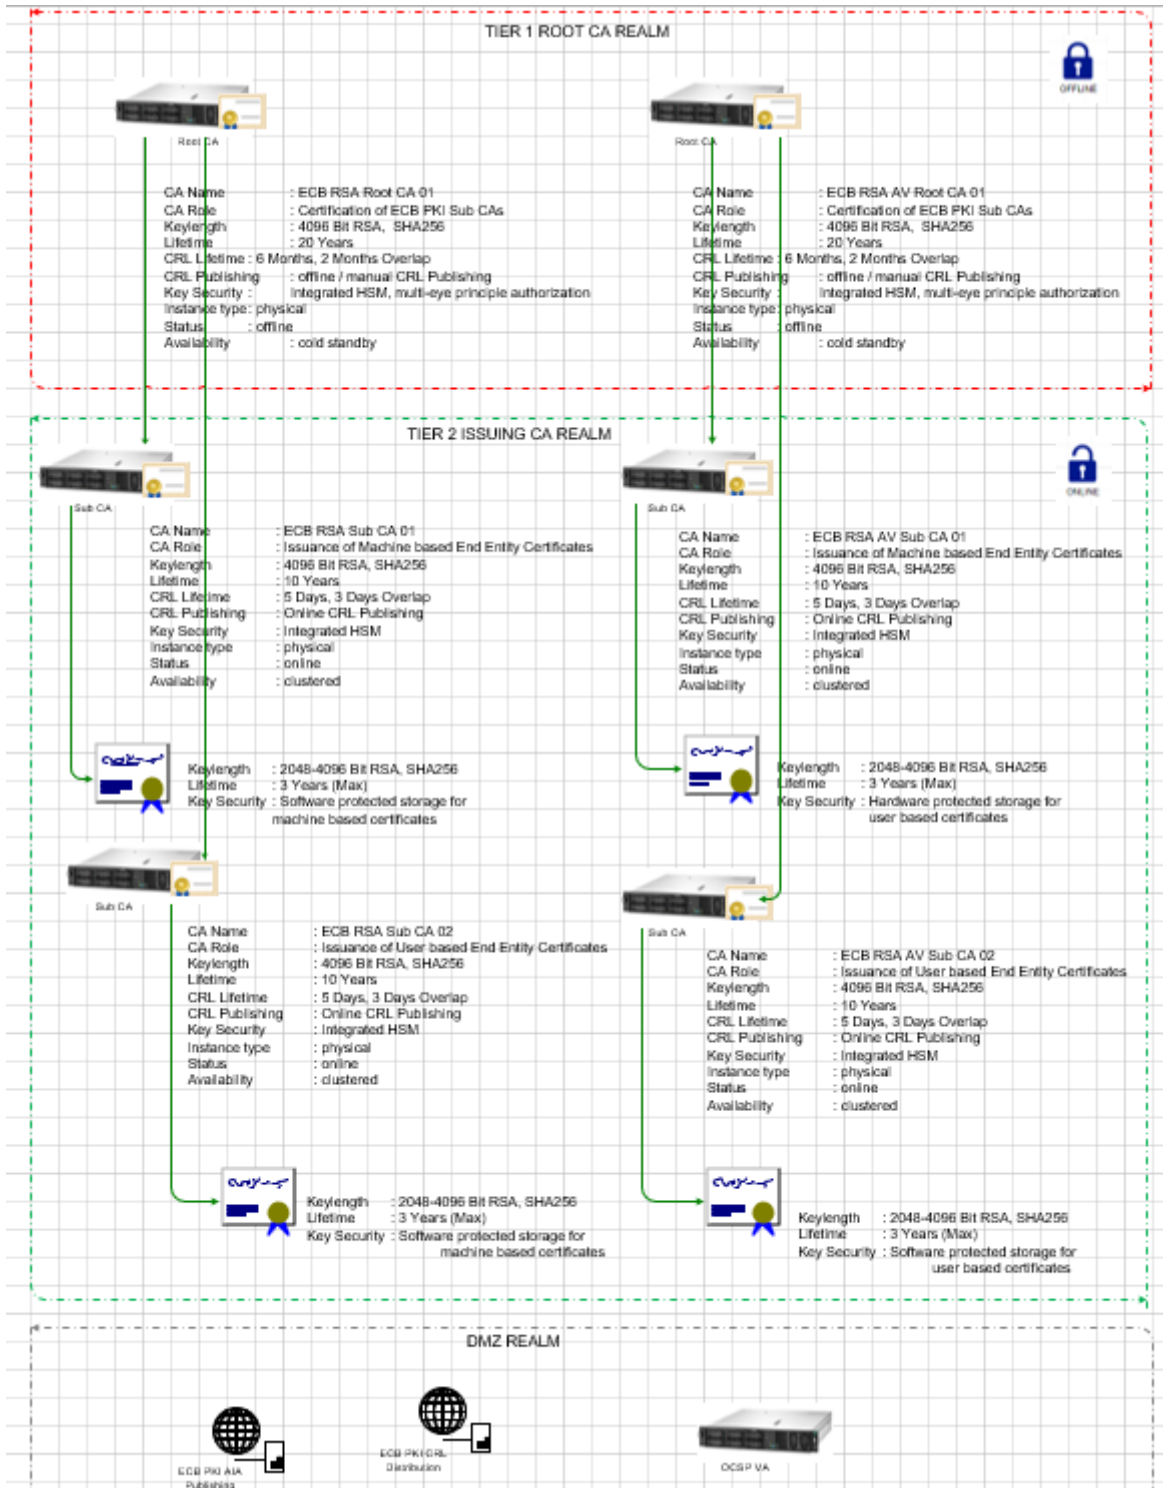 TIER 1 ROOT CA REALM
OFFLINE
Root CA
CA Name : ECB RSA Root CA 01
CA Role : Certification of ECB PKI Sub CAs
Keylength : 4096 Bit RSA, SHA256
Lifetime : 20 Years
CRL Lifetime : 6 Months, 2 Months Overlap
CRL Publishing : offline / manual CRL Publishing
Key Security : Integrated HSM, multi-eye principle authorization
Instance type : physical
Status : offline
Availability : cold standby
Root CA
CA Name : ECB RSA AV Root CA 01
CA Role : Certification of ECB PKI Sub CAs
Keylength : 4096 Bit RSA, SHA256
Lifetime : 20 Years
CRL Lifetime : 6 Months, 2 Months Overlap
CRL Publishing : offline / manual CRL Publishing
Key Security : Integrated HSM, multi-eye principle authorization
Instance type : physical
Status : offline
Availability : cold standby
TIER 2 ISSUING CA REALM
ONLINE
Sub CA
CA Name : ECB RSA Sub CA 01
CA Role : Issuance of Machine based End Entity Certificates
Keylength : 4096 Bit RSA, SHA256
Lifetime : 10 Years
CRL Lifetime : 5 Days, 3 Days Overlap
CRL Publishing : Online CRL Publishing
Key Security : Integrated HSM
Instance type : physical
Status : online
Availability : clustered
Sub CA
CA Name : ECB RSA AV Sub CA 01
CA Role : Issuance of Machine based End Entity Certificates
Keylength : 4096 Bit RSA, SHA256
Lifetime : 10 Years
CRL Lifetime : 5 Days, 3 Days Overlap
CRL Publishing : Online CRL Publishing
Key Security : Integrated HSM
Instance type : physical
Status : online
Availability : clustered
Keylength : 2048-4096 Bit RSA, SHA256
Lifetime : 3 Years (Max)
Key Security : Software protected storage for
machine based certificates
Keylength : 2048-4096 Bit RSA, SHA256
Lifetime : 3 Years (Max)
Key Security : Hardware protected storage for
user based certificates
Sub CA
CA Name : ECB RSA Sub CA 02
CA Role : Issuance of User based End Entity Certificates
Keylength : 4096 Bit RSA, SHA256
Lifetime : 10 Years
CRL Lifetime : 5 Days, 3 Days Overlap
CRL Publishing : Online CRL Publishing
Key Security : Integrated HSM
Instance type : physical
Status : online
Availability : clustered
Sub CA
CA Name : ECB RSA AV Sub CA 02
CA Role : Issuance of User based End Entity Certificates
Keylength : 4096 Bit RSA, SHA256
Lifetime : 10 Years
CRL Lifetime : 5 Days, 3 Days Overlap
CRL Publishing : Online CRL Publishing
Key Security : Integrated HSM
Instance type : physical
Status : online
Availability : clustered
Keylength : 2048-4096 Bit RSA, SHA256
Lifetime : 3 Years (Max)
Key Security : Software protected storage for
machine based certificates
Keylength : 2048-4096 Bit RSA, SHA256
Lifetime : 3 Years (Max)
Key Security : Software protected storage for
user based certificates
DMZ REALM
ECB PKI AIA
Publishing
ECB PKI CRL
Distribution
OCSP VA